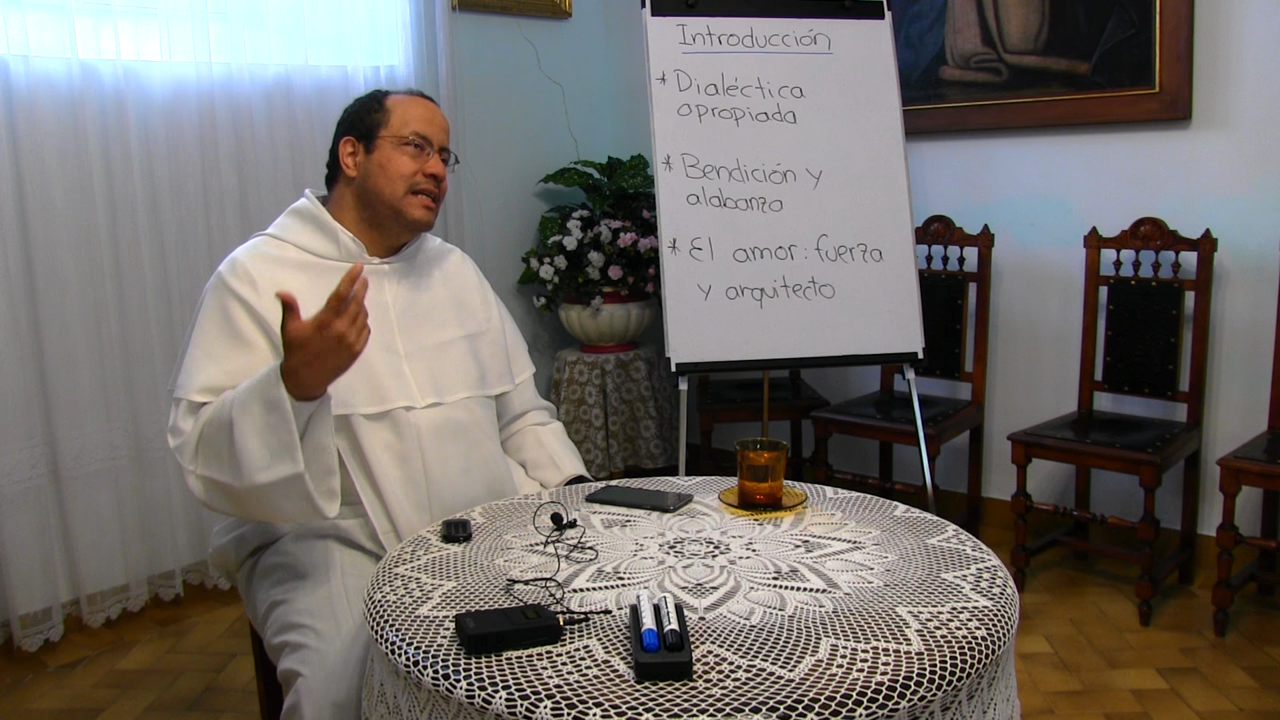 Introducción
* Dialéctica
apropiada
* Bendición y
alabanza
* El amor: fuerza
y arquitecto